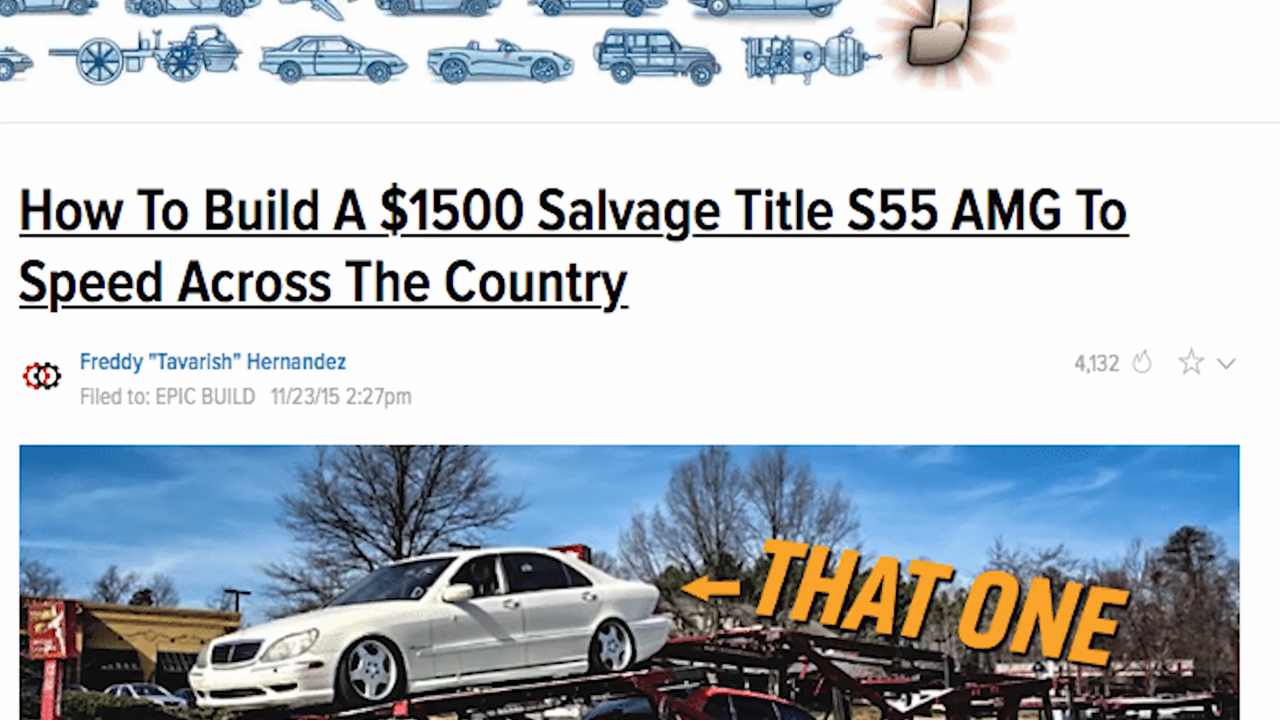 How To Build A $1500 Salvage Title S55 AMG To
Speed Across The Country
Freddy "Tavarish" Hernandez
4,132
Filed to: EPIC BUILD 11/23/15 2:27pm
THAT ONE